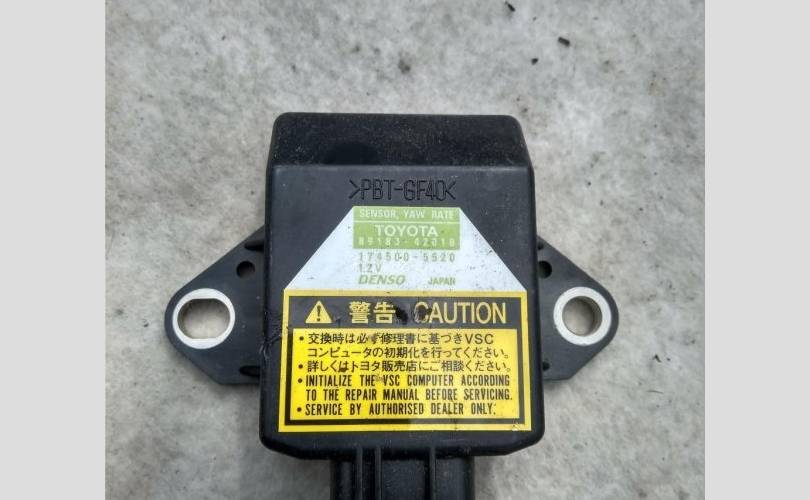 >PBT-GF40<
SENSOR, YAW RATE
TOYOTA
89183-42010
174500-5520
12V
DENSO JAPAN
警告 CAUTION
・交換時は必ず修理書に基づきVSC
コンピュータの初期化を行ってください。
・詳しくはトヨタ販売店にご相談ください。
・INITIALIZE THE VSC COMPUTER ACCORDING
TO THE REPAIR MANUAL BEFORE SERVICING.
・SERVICE BY AUTHORISED DEALER ONLY.